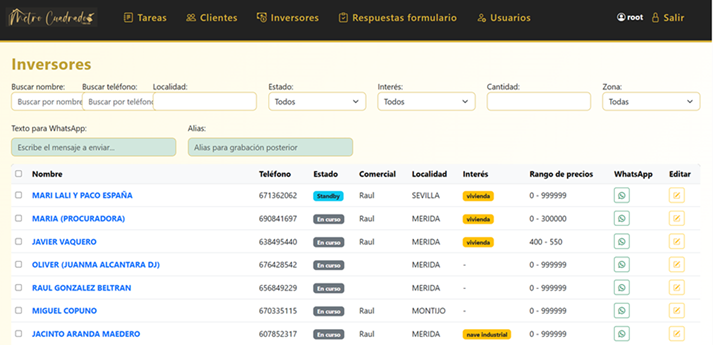 Metro Cuadrado
Tareas Clientes Inversores Respuestas formulario Usuarios root Salir
Inversores
Buscar nombre: Buscar teléfono: Localidad: Estado: Interés: Cantidad: Zona:
Buscar por nombre Buscar por teléfono Todos Todos Todas
Texto para WhatsApp: Alias:
Escribe el mensaje a enviar... Alias para grabación posterior
Nombre Teléfono Estado Comercial Localidad Interés Rango de precios WhatsApp Editar
MARI LALI Y PACO ESPAÑA 671362062 Standby Raul SEVILLA vivienda 0 - 999999
MARIA (PROCURADORA) 690841697 En curso Raul MERIDA vivienda 0 - 300000
JAVIER VAQUERO 638495440 En curso Raul MERIDA vivienda 400 - 550
OLIVER (JUANMA ALCANTARA DJ) 676428542 En curso MERIDA - 0 - 999999
RAUL GONZALEZ BELTRAN 656849229 En curso MERIDA - 0 - 999999
MIGUEL COPUNO 670335115 En curso Raul MONTIJO - 0 - 999999
JACINTO ARANDA MAEDERO 607852317 En curso Raul MERIDA nave industrial 0 - 999999